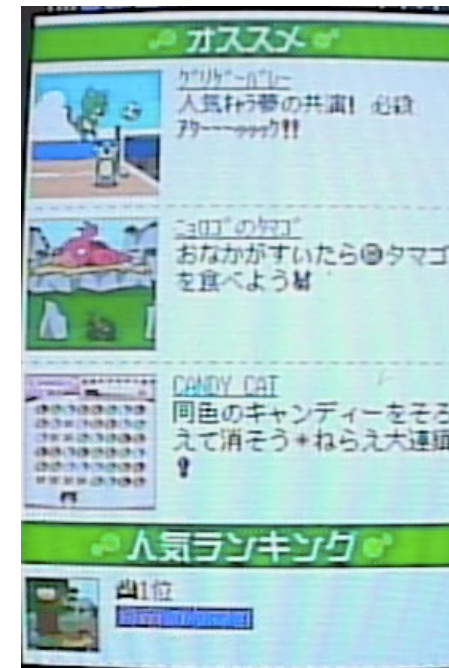 オススメ
ｸﾞﾘｹﾞｰﾊﾞﾚｰ
人気ｷｬﾗ夢の共演! 必殺
ｱﾀｰーーｯｯｯｸ!!
ﾆｮﾛｺﾞのﾀﾏｺﾞ
おなかがすいたら タマゴ
を食べよう
CANDY CAT
同色のキャンディーをそろ
えて消そう+ねらえ大連鎖
!
人気ランキング
1位